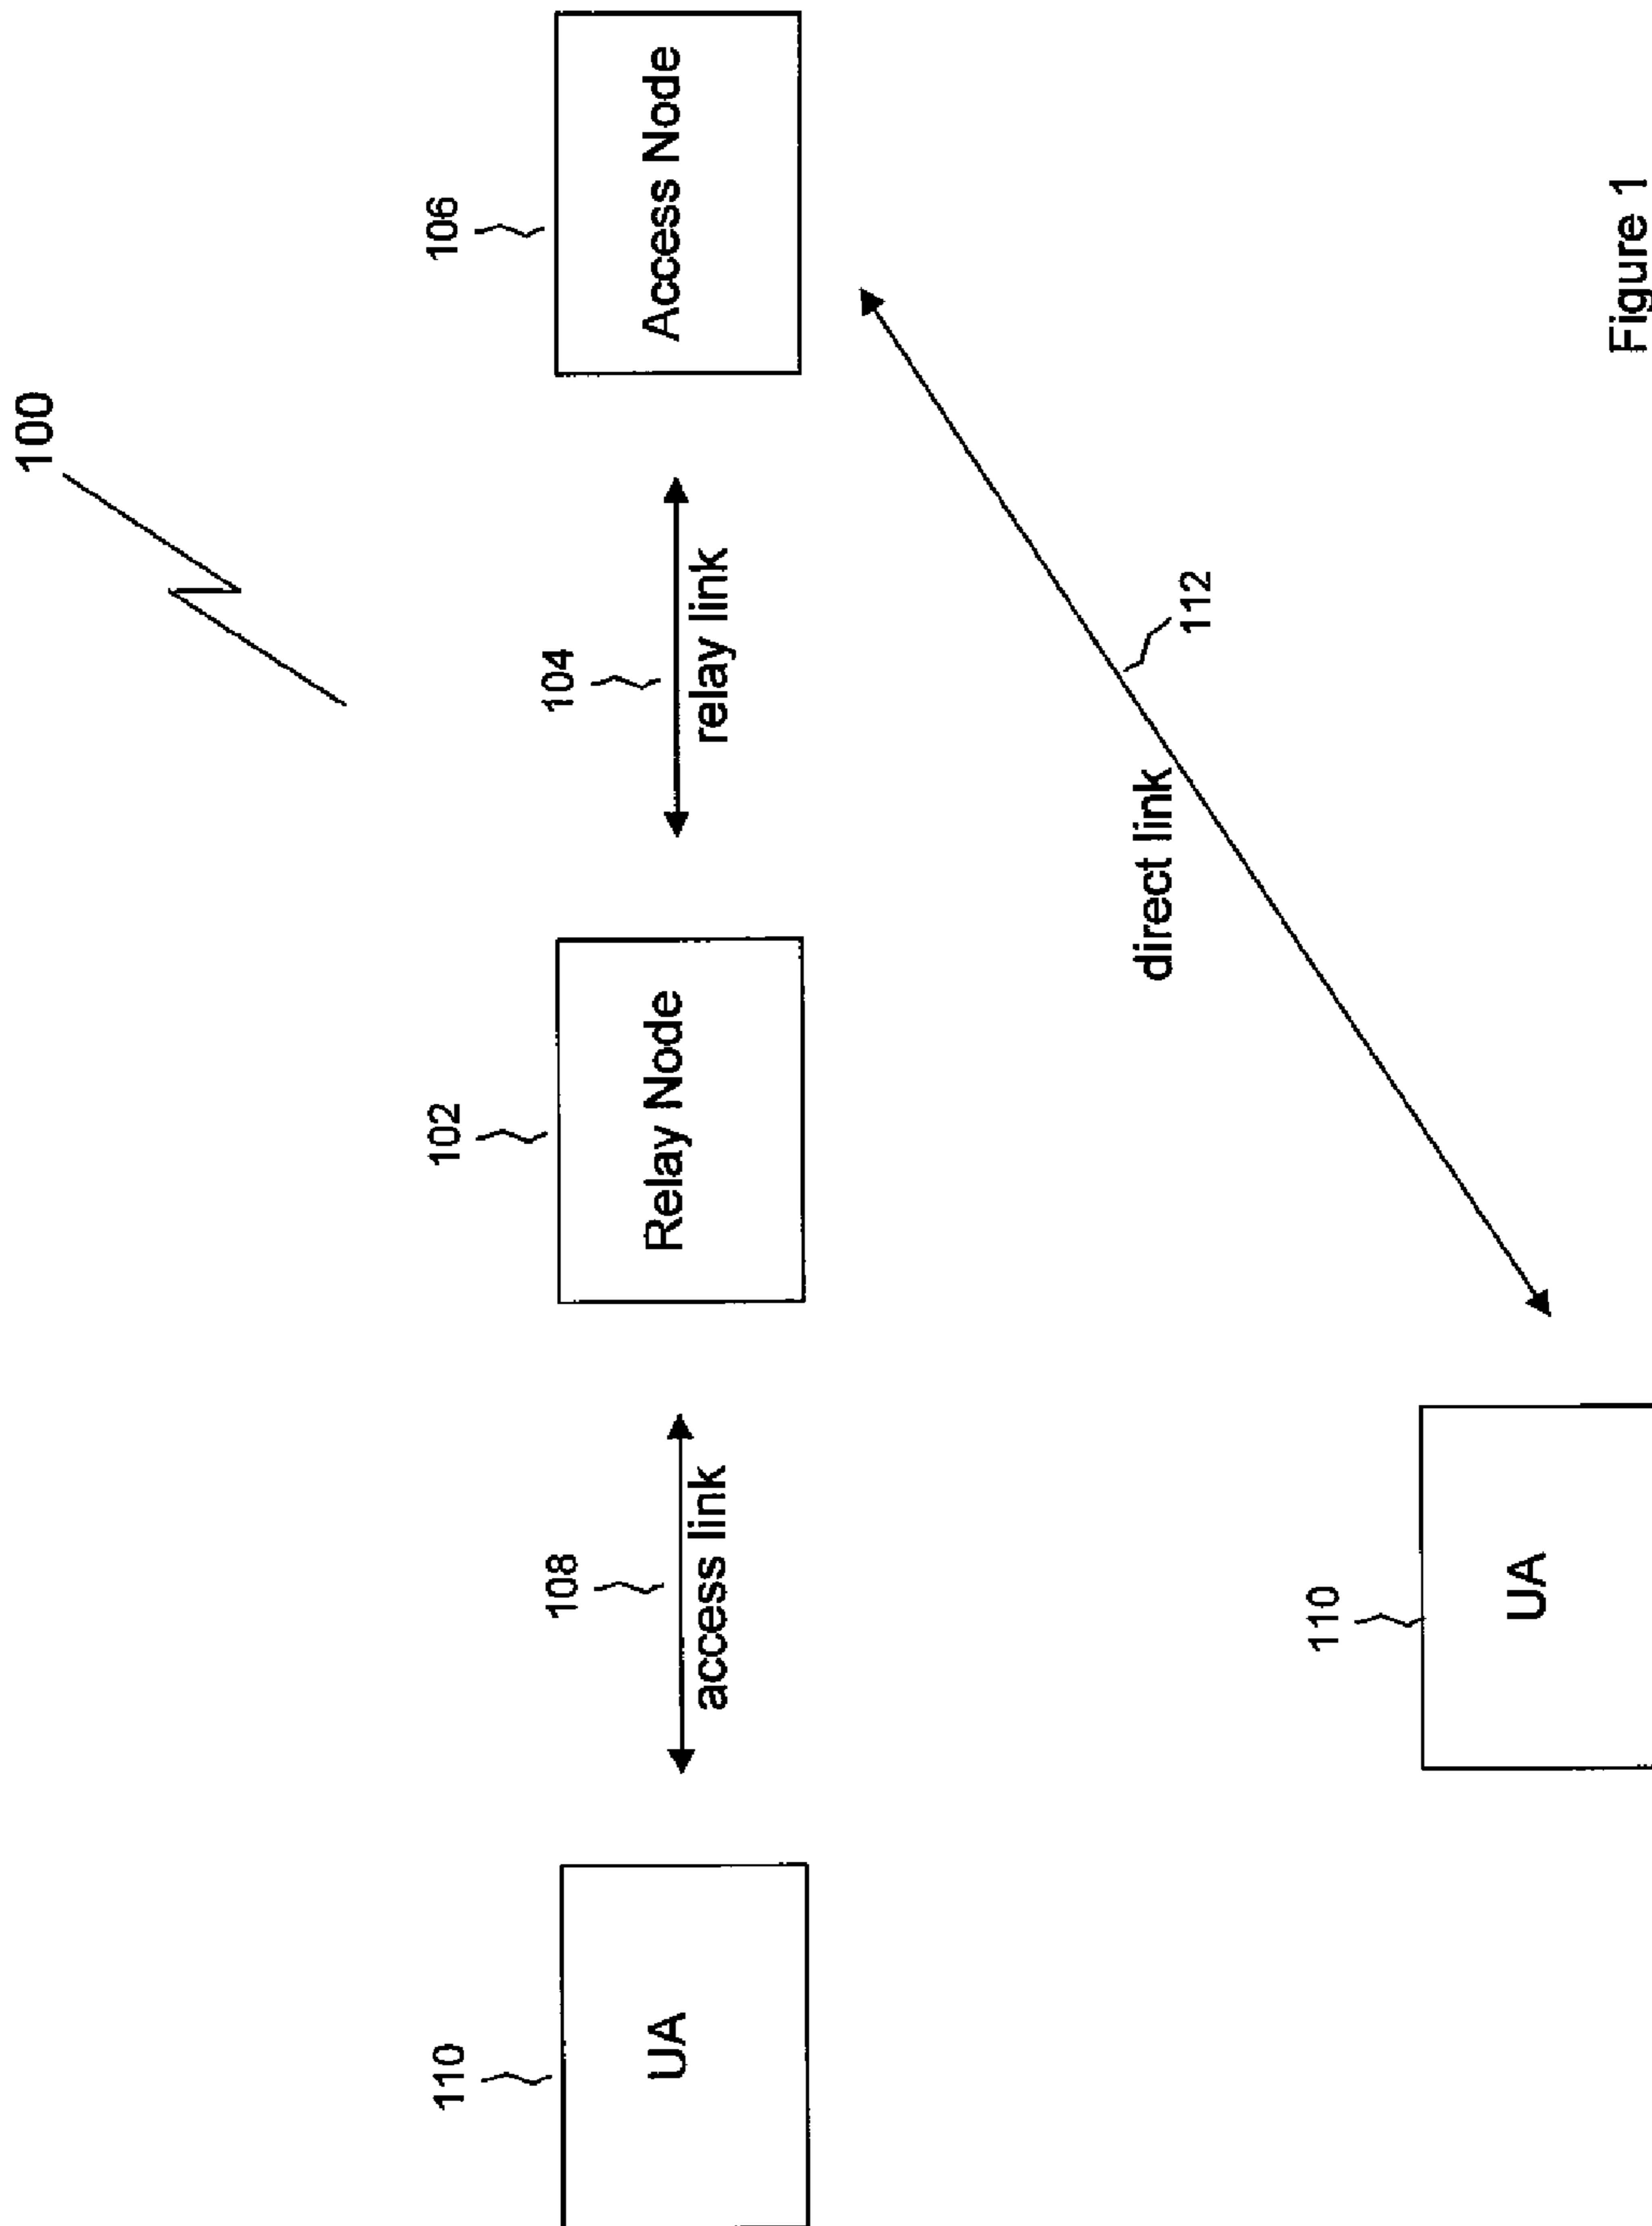 100
110
108
102
104
106
UA
access link
Relay Node
relay link
Access Node
direct link
112
110
UA
Figure 1